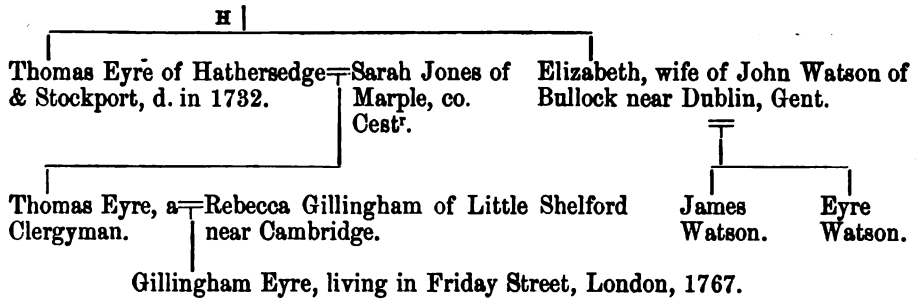 H
Thomas Eyre of Hathersedge=Sarah Jones of
& Stockport, d. in 1732.
Marple, co.
Cestʳ.
Elizabeth, wife of John Watson of
Bullock near Dublin, Gent.
Thomas Eyre, a=Rebecca Gillingham of Little Shelford
Clergyman.
near Cambridge.
James
Watson.
Eyre
Watson.
Gillingham Eyre, living in Friday Street, London, 1767.